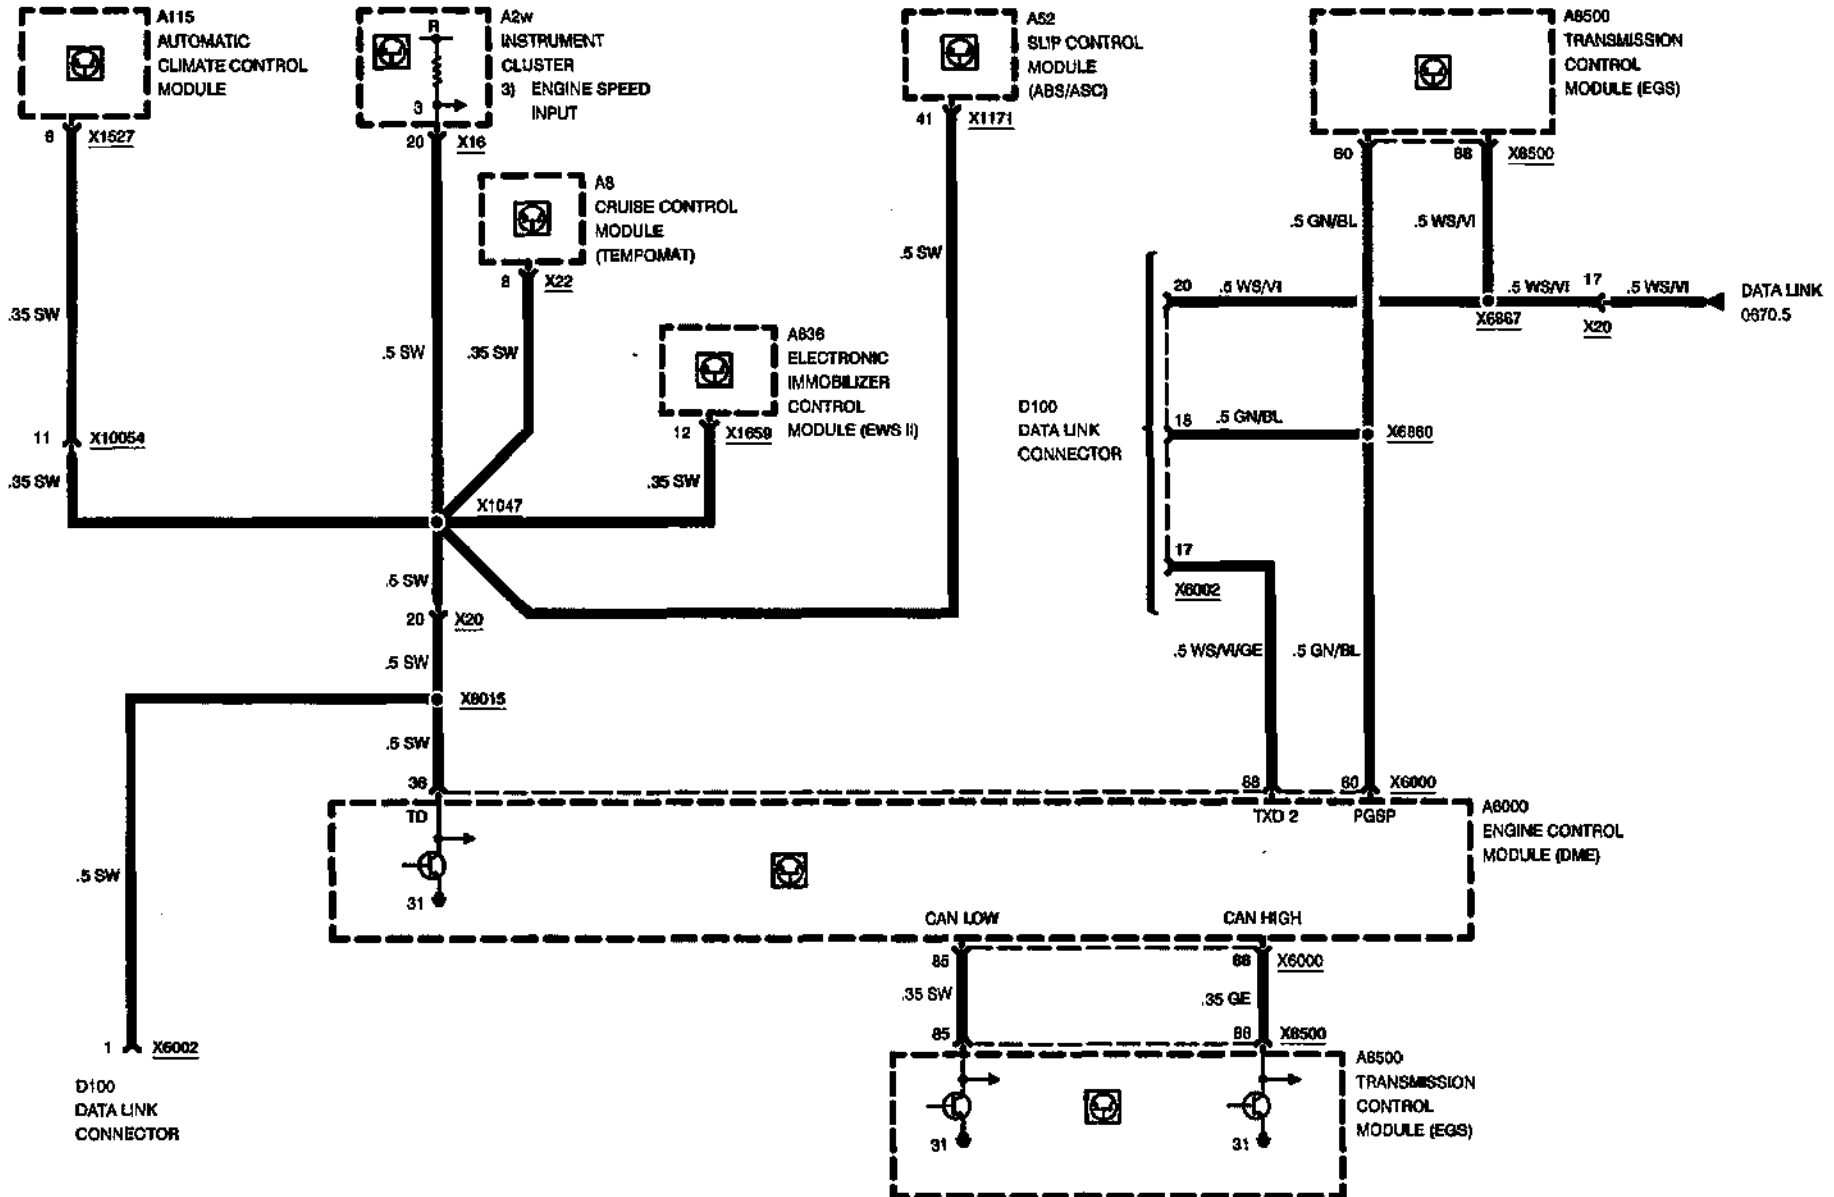 A115
AUTOMATIC
CLIMATE CONTROL
MODULE
6
X1527
.35 SW
11
X10054
.35 SW
A2w
INSTRUMENT
CLUSTER
3) ENGINE SPEED
INPUT
R
3
20
X16
.5 SW
A8
CRUISE CONTROL
MODULE
(TEMPOMAT)
8
X22
.35 SW
A836
ELECTRONIC
IMMOBILIZER
CONTROL
MODULE (EWS II)
12
X1659
.35 SW
A52
SLIP CONTROL
MODULE
(ABS/ASC)
41
X1171
.5 SW
X1047
.5 SW
20
X20
.5 SW
X8015
.5 SW
.5 SW
1
X6002
D100
DATA LINK
CONNECTOR
A8500
TRANSMISSION
CONTROL
MODULE (EGS)
60
88
X8500
.5 GN/BL
.5 WS/VI
20
.5 WS/VI
.5 WS/VI
17
.5 WS/VI
X6867
X20
DATA LINK
0670.5
D100
DATA LINK
CONNECTOR
18
.5 GN/BL
X6860
17
X6002
.5 WS/VI/GE
.5 GN/BL
36
88
60
X6000
TD
TXD 2
PGSP
A6000
ENGINE CONTROL
MODULE (DME)
31
CAN LOW
CAN HIGH
85
86
X6000
.35 SW
.35 GE
85
86
X8500
A8500
TRANSMISSION
CONTROL
MODULE (EGS)
31
31